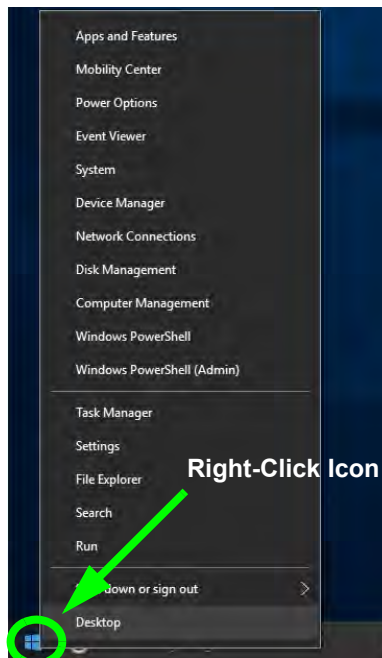 Apps and Features
Mobility Center
Power Options
Event Viewer
System
Device Manager
Network Connections
Disk Management
Computer Management
Windows PowerShell
Windows PowerShell (Admin)
Task Manager
Settings
Right-Click Icon
File Explorer
Search
Run
down or sign out
Desktop